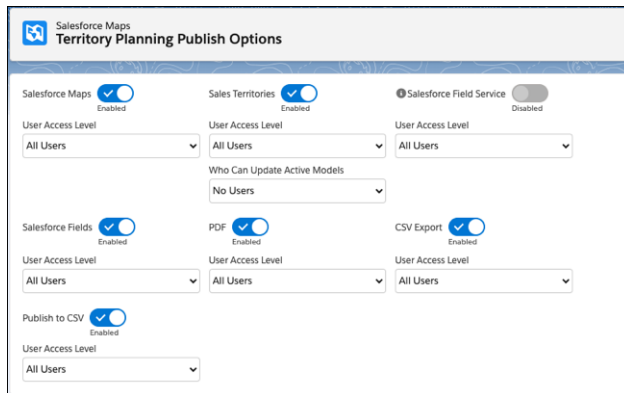 Salesforce Maps
Territory Planning Publish Options
Salesforce Maps Sales Territories Salesforce Field Service
Enabled Enabled Disabled
User Access Level User Access Level User Access Level
All Users All Users All Users
Who Can Update Active Models
No Users
Salesforce Fields PDF CSV Export
Enabled Enabled Enabled
User Access Level User Access Level User Access Level
All Users All Users All Users
Publish to CSV
Enabled
User Access Level
All Users